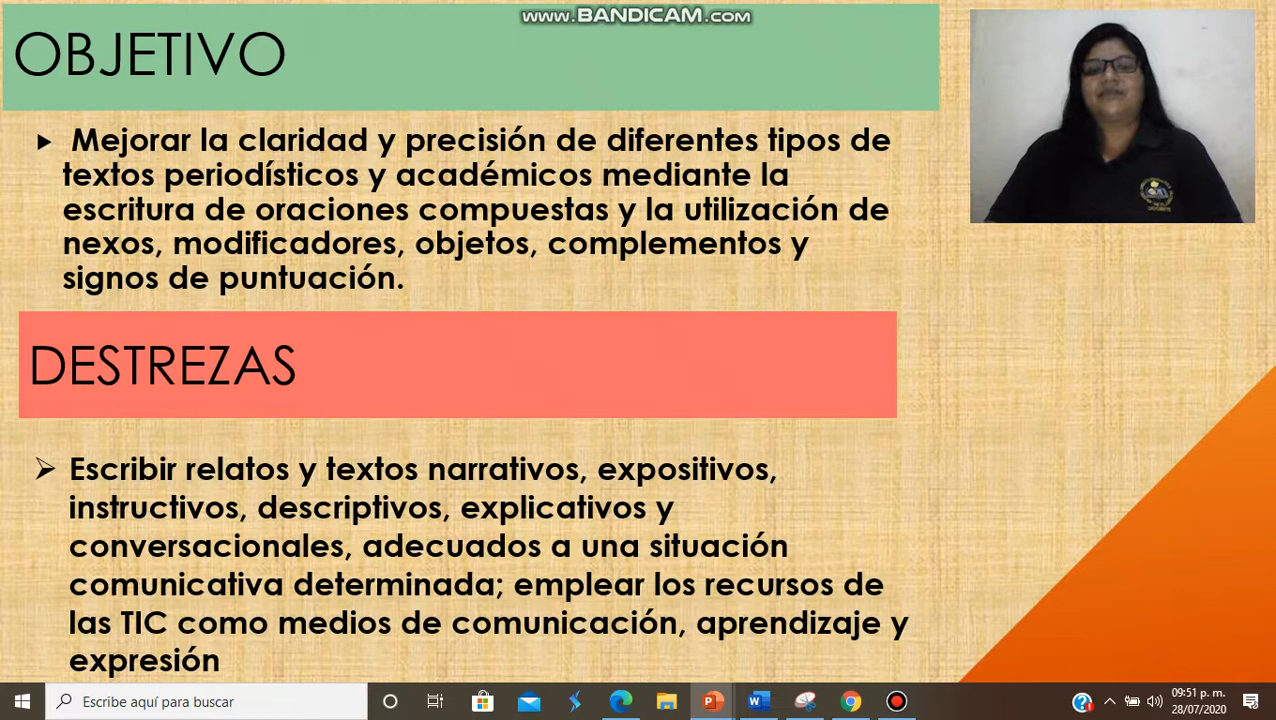 www.BANDICAM.com
OBJETIVO
Mejorar la claridad y precisión de diferentes tipos de
textos periodísticos y académicos mediante la
escritura de oraciones compuestas y la utilización de
nexos, modificadores, objetos, complementos y
signos de puntuación.
DESTREZAS
Escribir relatos y textos narrativos, expositivos,
instructivos, descriptivos, explicativos y
conversacionales, adecuados a una situación
comunicativa determinada; emplear los recursos de
las TIC como medios de comunicación, aprendizaje y
expresión
Escribe aquí para buscar
09:51 p. m.
28/07/2020